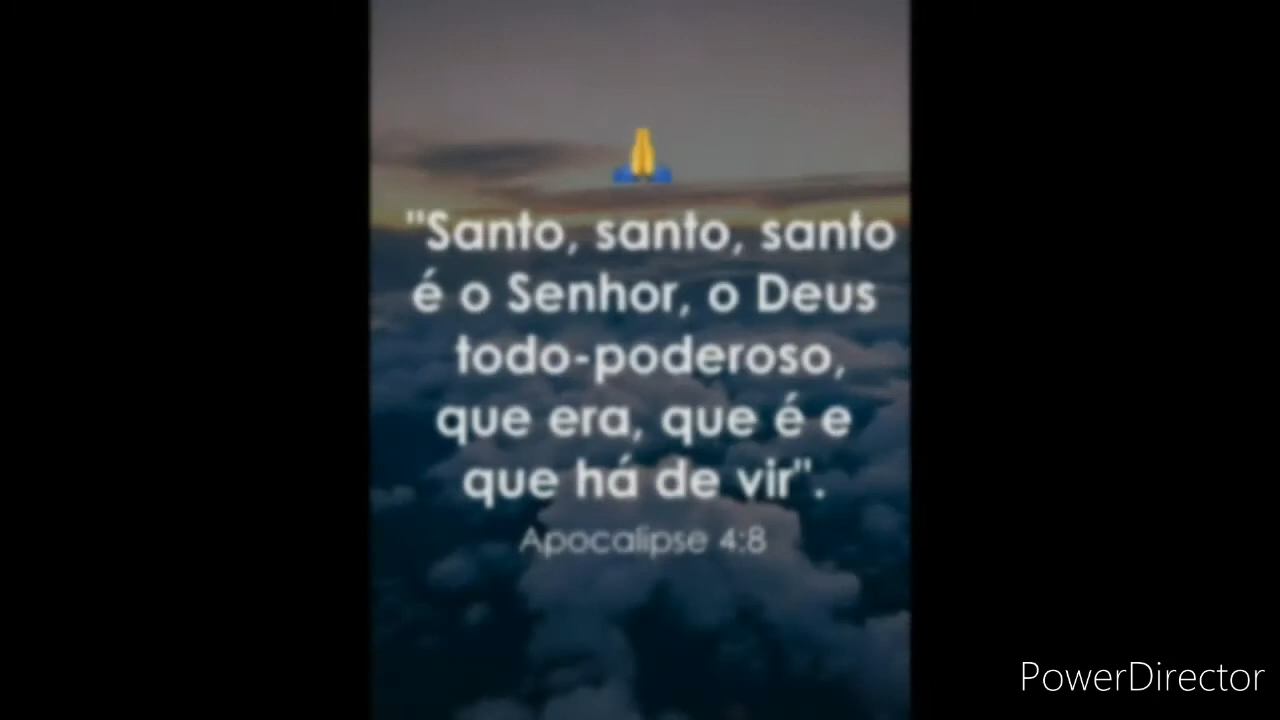 🙏
"Santo, santo, santo
é o Senhor, o Deus
todo-poderoso,
que era, que é e
que há de vir".
Apocalipse 4:8
PowerDirector